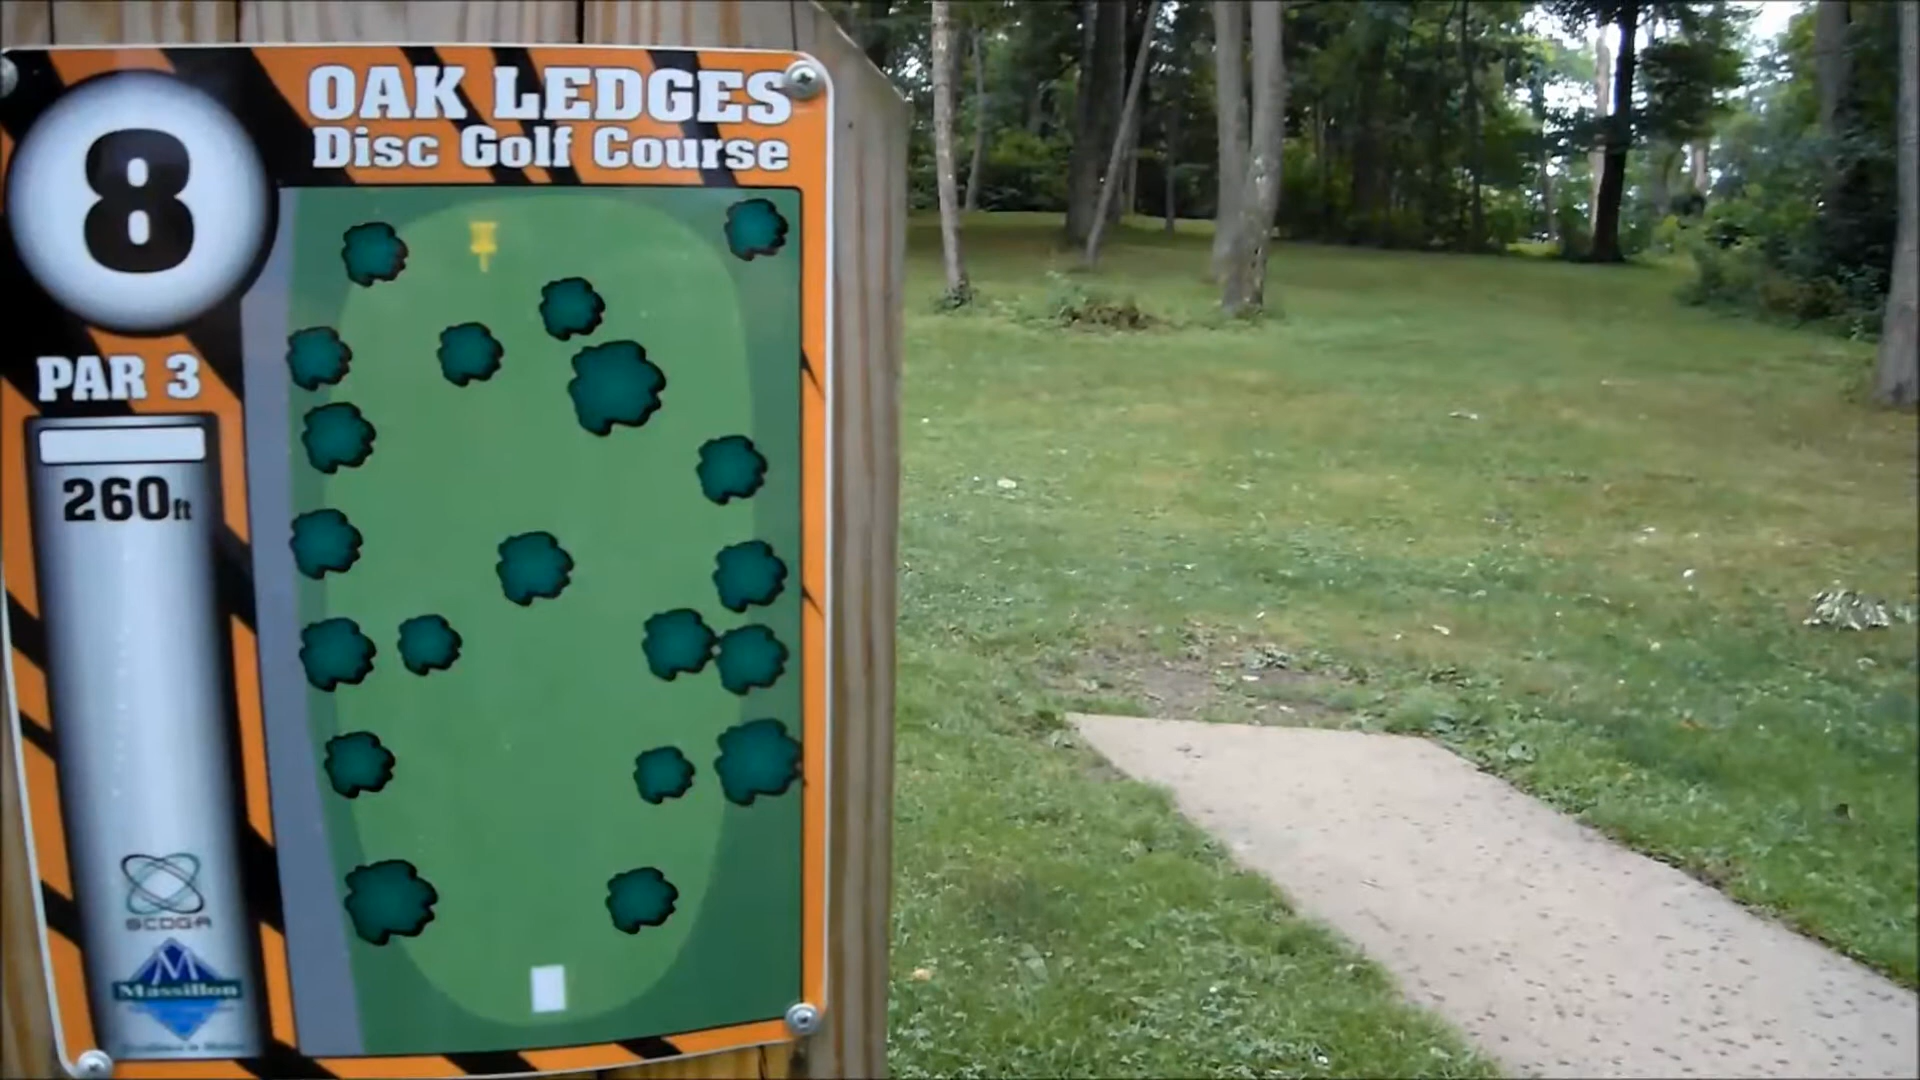 OAK LEDGES
Disc Golf Course
8
PAR 3
260ft
SCDGA
M
Massillon